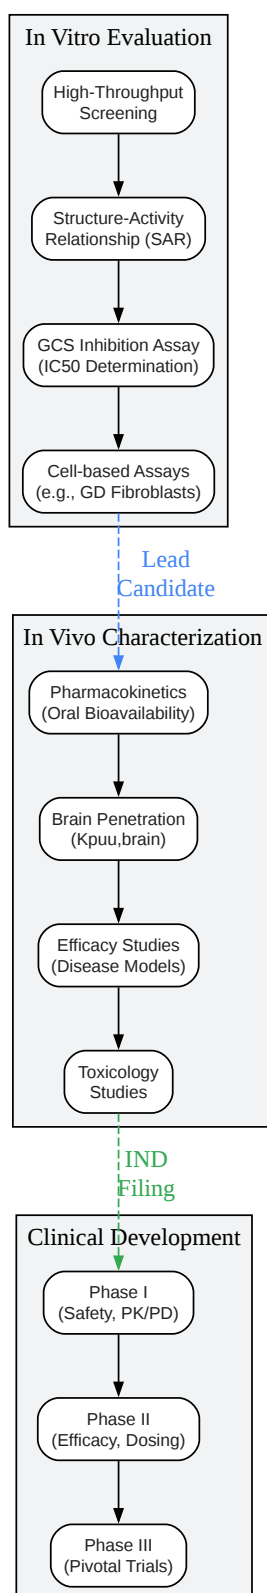 In Vitro Evaluation
High-Throughput
Screening
Structure-Activity
Relationship (SAR)
GCS Inhibition Assay
(IC50 Determination)
Cell-based Assays
(e.g., GD Fibroblasts)
Lead
Candidate
In Vivo Characterization
Pharmacokinetics
(Oral Bioavailability)
Brain Penetration
(Kpuu,brain)
Efficacy Studies
(Disease Models)
Toxicology
Studies
IND
Filing
Clinical Development
Phase I
(Safety, PK/PD)
Phase II
(Efficacy, Dosing)
Phase III
(Pivotal Trials)